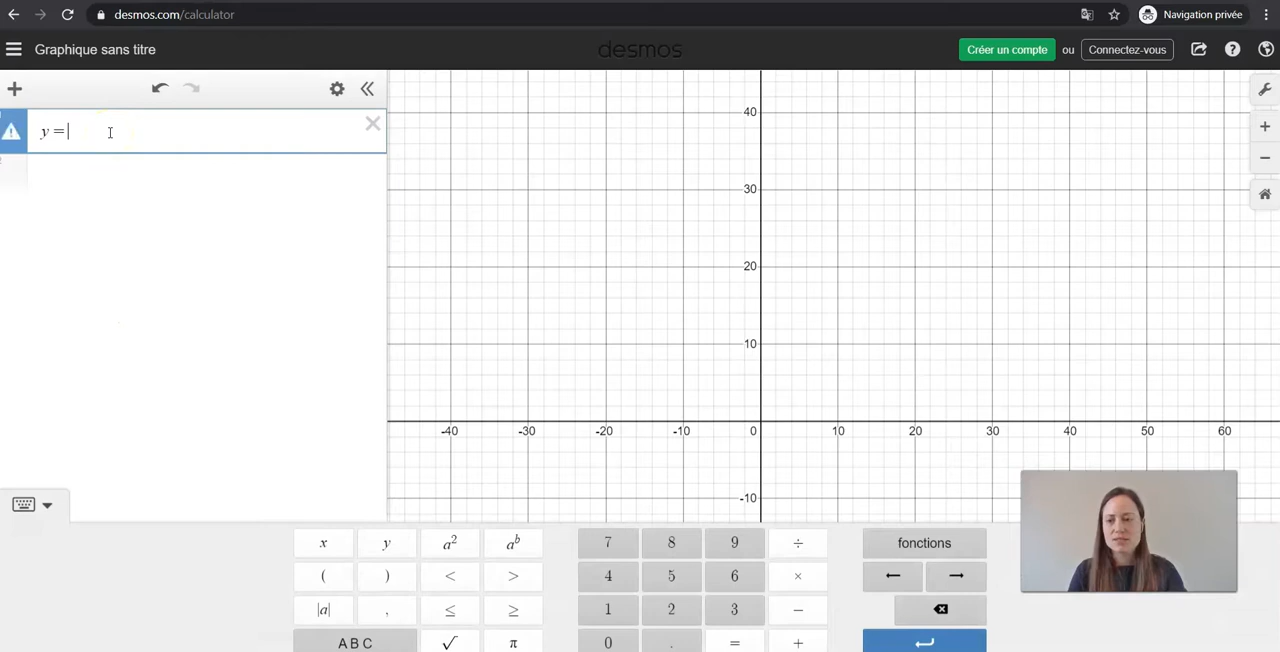 desmos.com/calculator
Navigation privée
Graphique sans titre
desmos
Créer un compte
ou
Connectez-vous
y =
40
30
20
10
-10
-40 -30 -20 -10 0 10 20 30 40 50 60
x y a² aᵇ 7 8 9 ÷ fonctions
( ) < > 4 5 6 × ← →
|a| , ≤ ≥ 1 2 3 −
A B C √ π 0 . = +